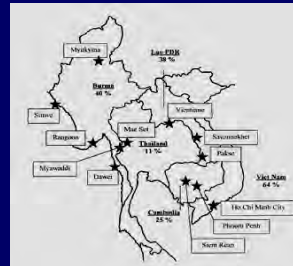 Myitkyina
Lao PDR
38 %
Burma
40 %
Sittwe
Mae Sot
Vientiane
Rangoon
Thailand
11 %
Savannakhet
Pakse
Myawaddy
Dawei
Viet Nam
64 %
Cambodia
25 %
Ho Chi Minh City
Phnom Penh
Siem Reap